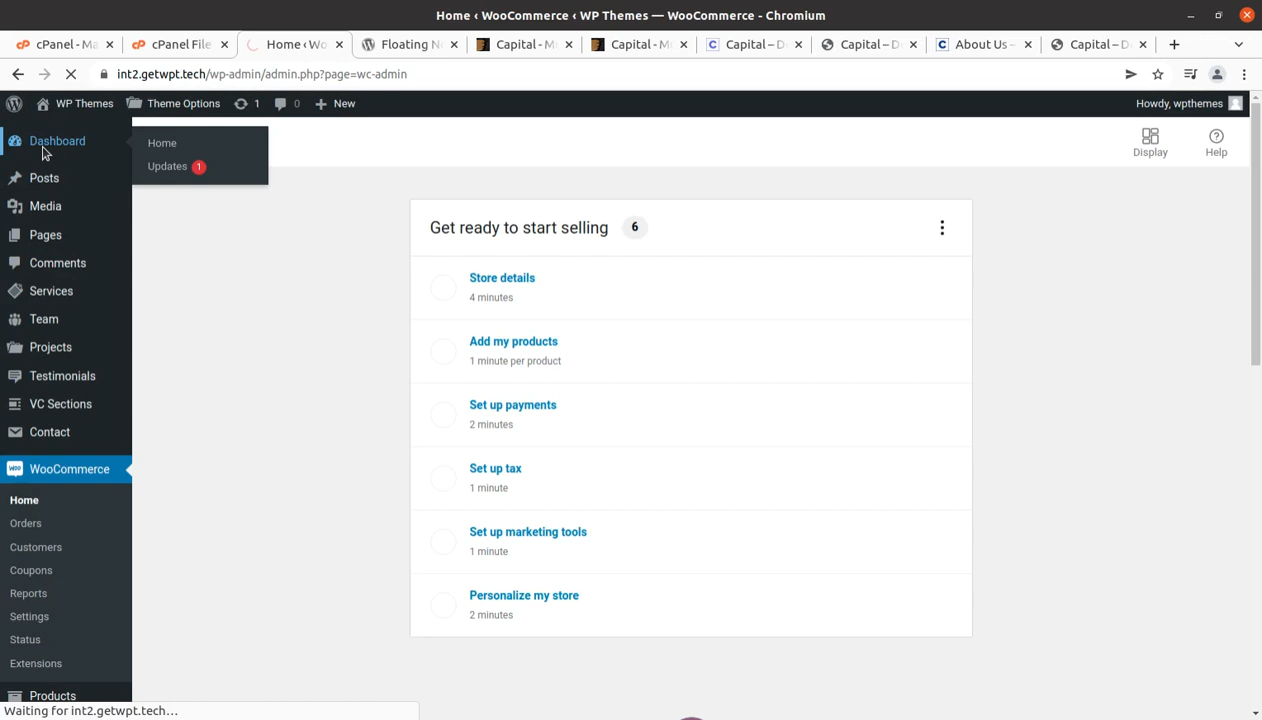 Home ‹ WooCommerce ‹ WP Themes — WooCommerce - Chromium
cPanel - Ma
cPanel File
Home ‹ Wo
Floating N
Capital - M
Capital - Mu
Capital – D
Capital – Do
About Us –
Capital – Do
int2.getwpt.tech/wp-admin/admin.php?page=wc-admin
WP Themes
Theme Options
1
0
New
Howdy, wpthemes
Dashboard
Home
Updates 1
Posts
Media
Pages
Comments
Services
Team
Projects
Testimonials
VC Sections
Contact
WooCommerce
Home
Orders
Customers
Coupons
Reports
Settings
Status
Extensions
Products
Display
Help
Get ready to start selling 6
Store details
4 minutes
Add my products
1 minute per product
Set up payments
2 minutes
Set up tax
1 minute
Set up marketing tools
1 minute
Personalize my store
2 minutes
Waiting for int2.getwpt.tech…